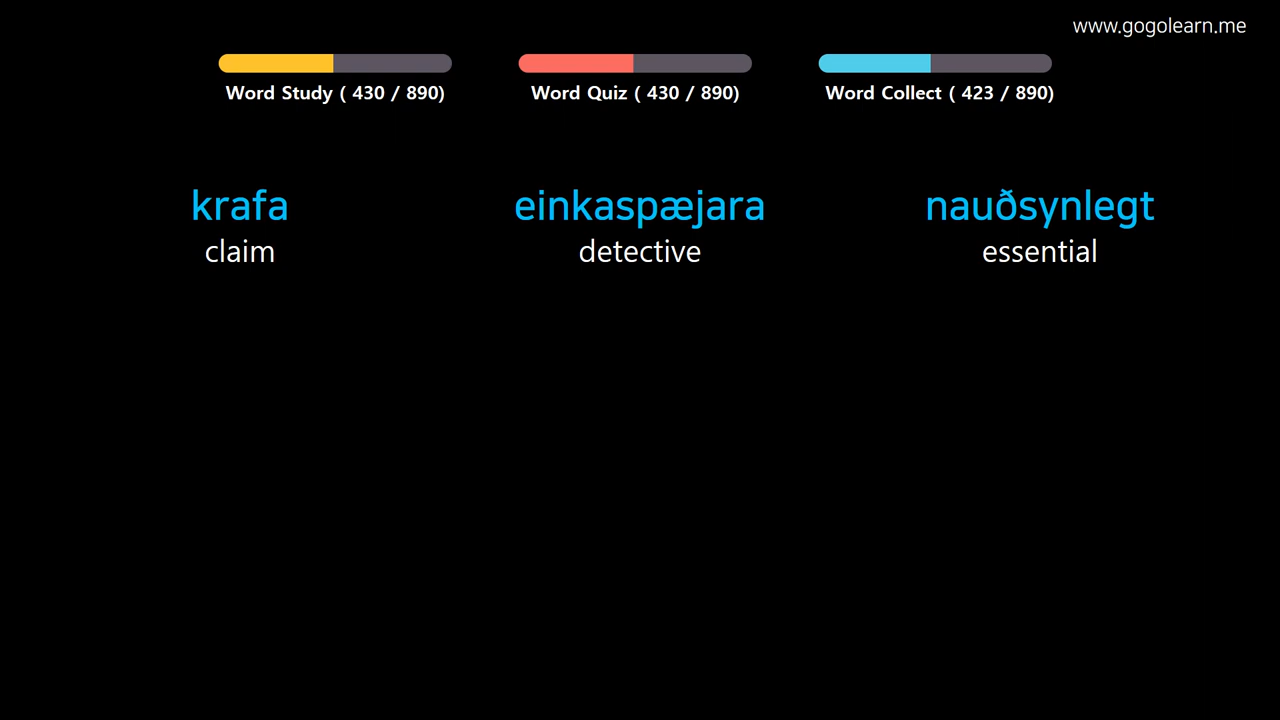 www.gogolearn.me
Word Study ( 430 / 890)
Word Quiz ( 430 / 890)
Word Collect ( 423 / 890)
krafa
claim
einkaspæjara
detective
nauðsynlegt
essential